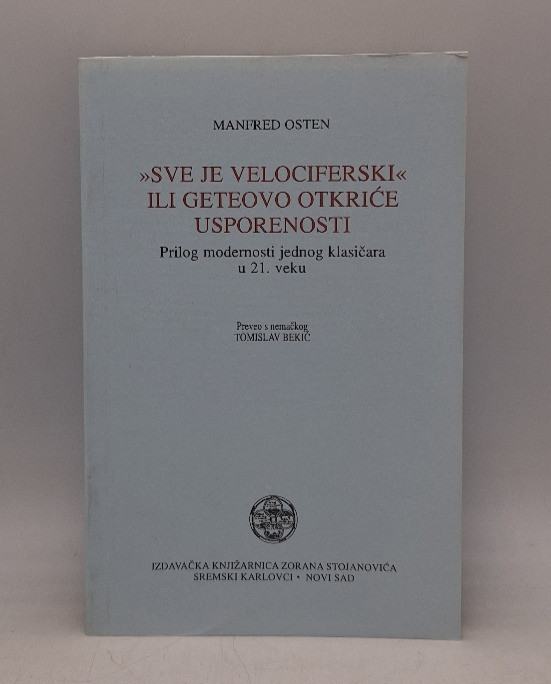 MANFRED OSTEN
»SVE JE VELOCIFERSKI«
ILI GETEOVO OTKRIĆE
USPORENOSTI
Prilog modernosti jednog klasičara
u 21. veku
Preveo s nemačkog
TOMISLAV BEKIĆ
IZDAVAČKA KNJIŽARNICA ZORANA STOJANOVIĆA
SREMSKI KARLOVCI • NOVI SAD